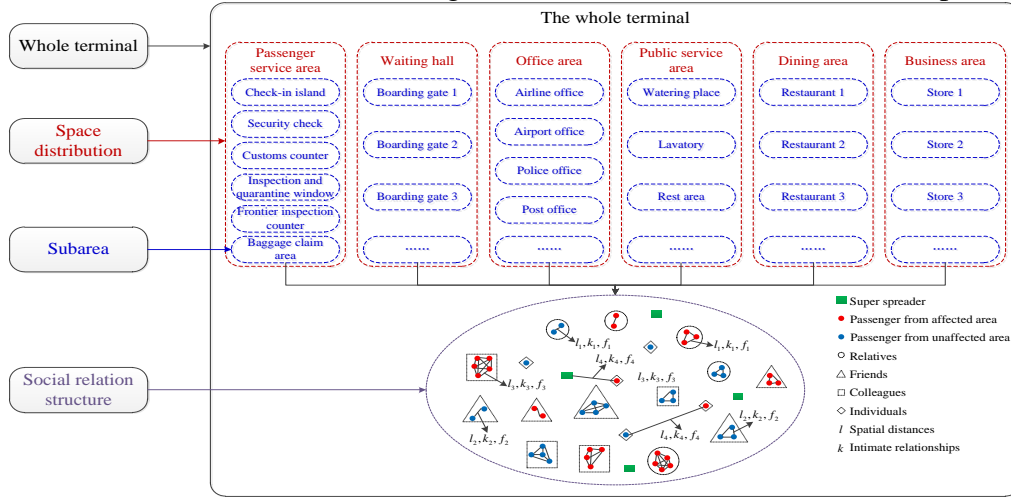 The whole terminal
Whole terminal
Space
distribution
Subarea
Social relation
structure
Passenger
service area
Check-in island
Security check
Customs counter
Inspection and
quarantine window
Frontier inspection
counter
Baggage claim
area
Waiting hall
Boarding gate 1
Boarding gate 2
Boarding gate 3
......
Office area
Airline office
Airport office
Police office
Post office
......
Public service
area
Watering place
Lavatory
Rest area
......
Dining area
Restaurant 1
Restaurant 2
Restaurant 3
......
Business area
Store 1
Store 2
Store 3
......
l₁, k₁, f₁
l₁, k₁, f₁
l₄, k₄, f₄
l₃, k₃, f₃
l₃, k₃, f₃
l₂, k₂, f₂
l₄, k₄, f₄
l₂, k₂, f₂
Super spreader
Passenger from affected area
Passenger from unaffected area
Relatives
Friends
Colleagues
Individuals
l Spatial distances
k Intimate relationships